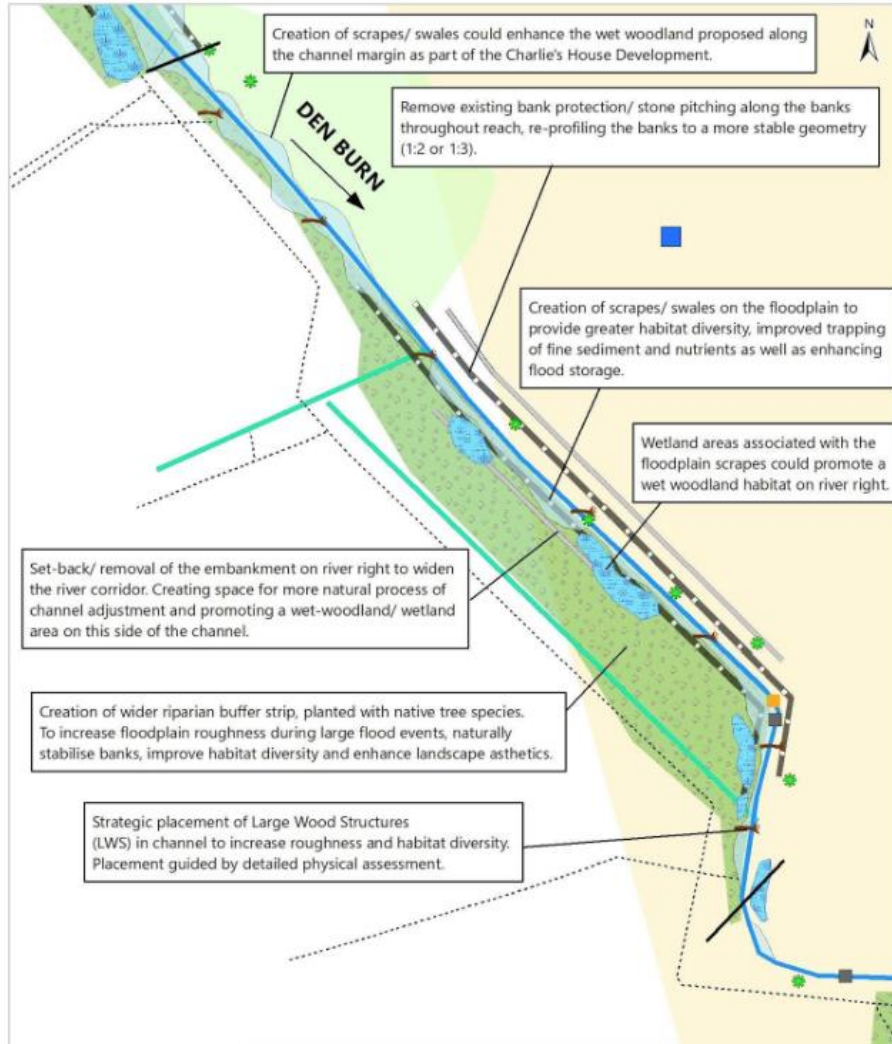 Creation of scrapes/ swales could enhance the wet woodland proposed along
the channel margin as part of the Charlie's House Development.
N
Remove existing bank protection/ stone pitching along the banks
throughout reach, re-profiling the banks to a more stable geometry
(1:2 or 1:3).
DEN BURN
Creation of scrapes/ swales on the floodplain to
provide greater habitat diversity, improved trapping
of fine sediment and nutrients as well as enhancing
flood storage.
Wetland areas associated with the
floodplain scrapes could promote a
wet woodland habitat on river right.
Set-back/ removal of the embankment on river right to widen
the river corridor. Creating space for more natural process of
channel adjustment and promoting a wet-woodland/ wetland
area on this side of the channel.
Creation of wider riparian buffer strip, planted with native tree species.
To increase floodplain roughness during large flood events, naturally
stabilise banks, improve habitat diversity and enhance landscape asthetics.
Strategic placement of Large Wood Structures
(LWS) in channel to increase roughness and habitat diversity.
Placement guided by detailed physical assessment.